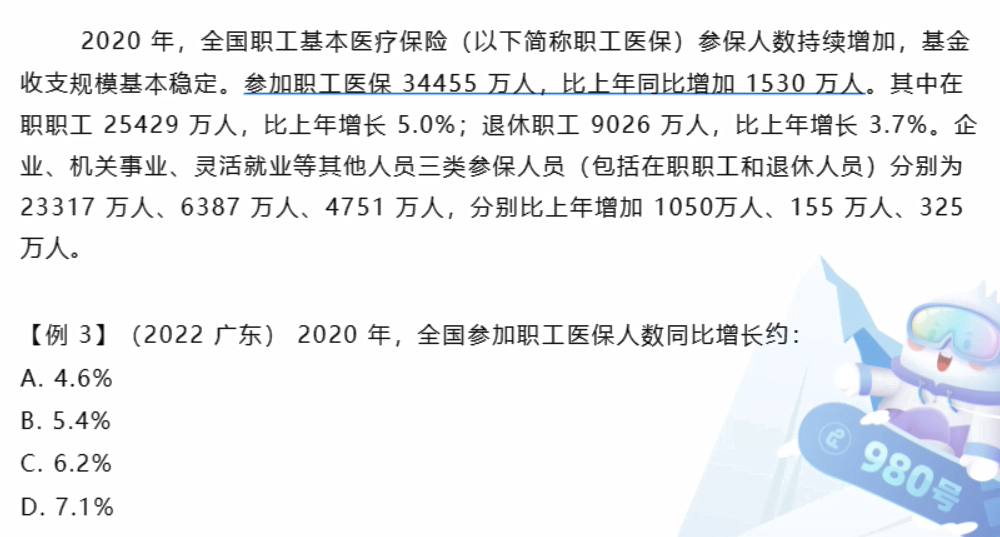 2020 年，全国职工基本医疗保险（以下简称职工医保）参保人数持续增加，基金
收支规模基本稳定。参加职工医保 34455 万人，比上年同比增加 1530 万人。其中在
职职工 25429 万人，比上年增长 5.0%；退休职工 9026 万人，比上年增长 3.7%。企
业、机关事业、灵活就业等其他人员三类参保人员（包括在职职工和退休人员）分别为
23317 万人、6387 万人、4751 万人，分别比上年增加 1050万人、155 万人、325
万人。
【例 3】（2022 广东） 2020 年，全国参加职工医保人数同比增长约：
A. 4.6%
B. 5.4%
C. 6.2%
D. 7.1%
980号